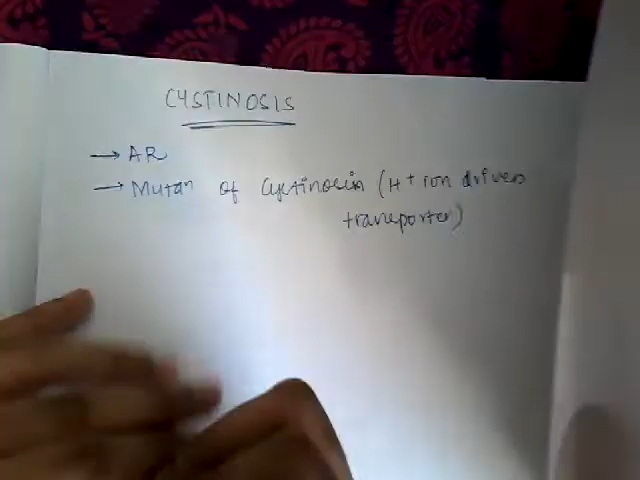 CYSTINOSIS
→ AR
→ Mutan of Cystinosin (H+ ion driven
transporter)